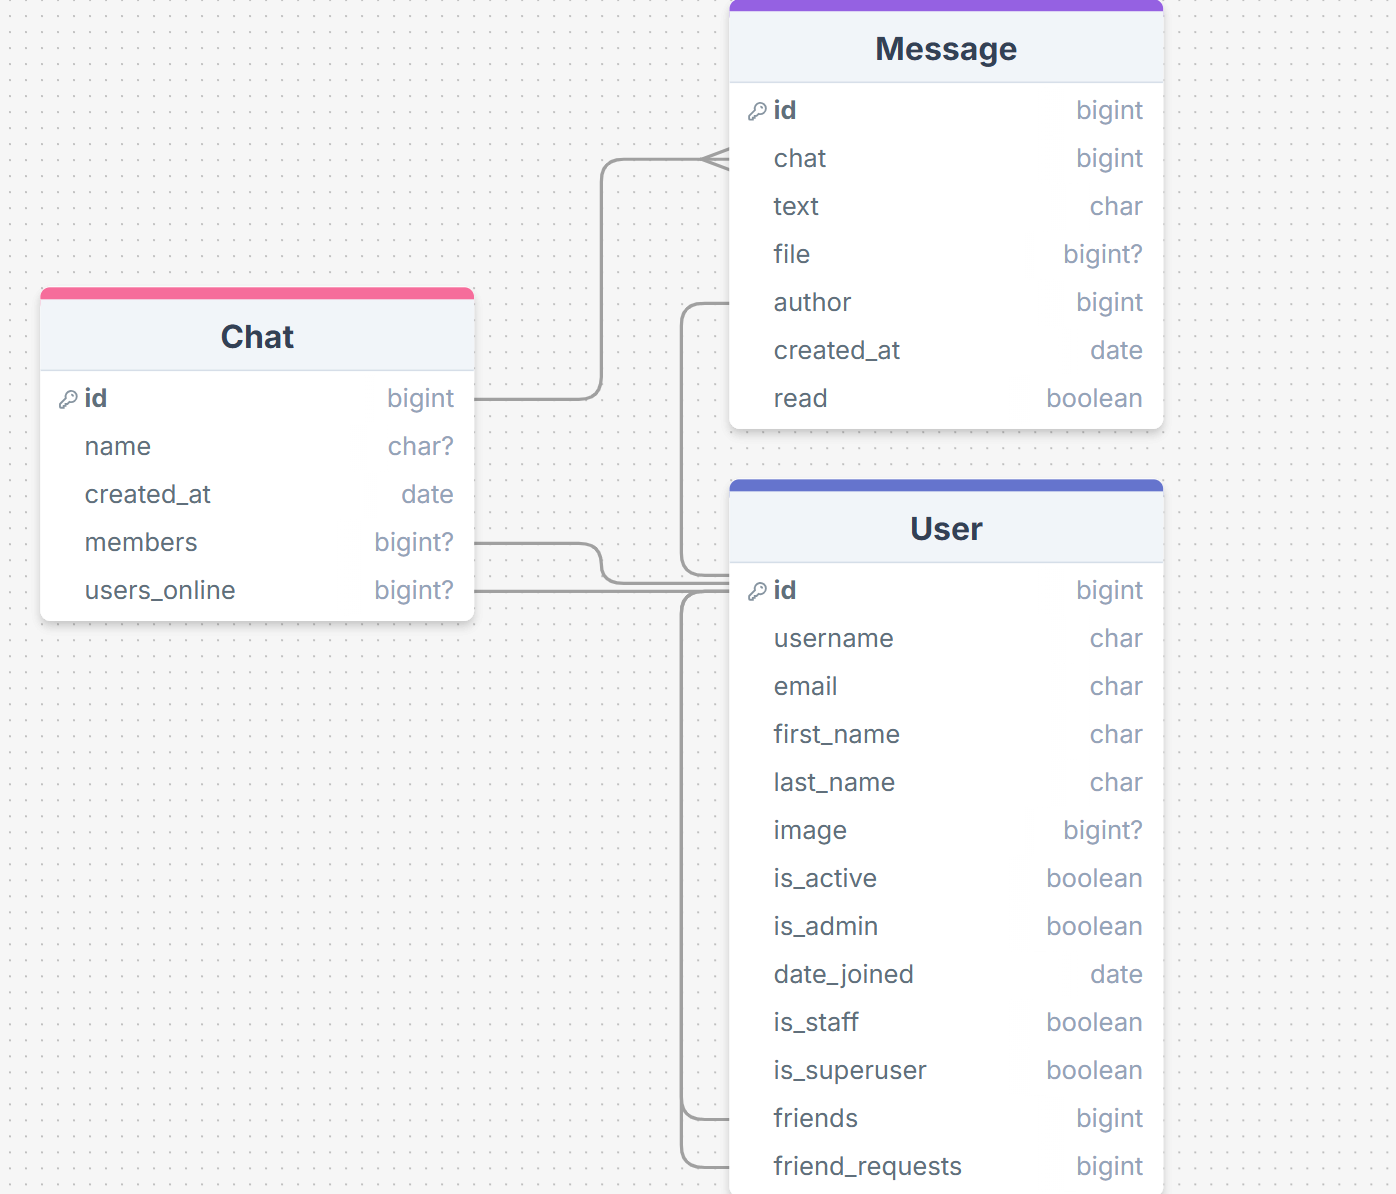 Message
id bigint
chat bigint
text char
file bigint?
author bigint
created_at date
read boolean
Chat
id bigint
name char?
created_at date
members bigint?
users_online bigint?
User
id bigint
username char
email char
first_name char
last_name char
image bigint?
is_active boolean
is_admin boolean
date_joined date
is_staff boolean
is_superuser boolean
friends bigint
friend_requests bigint